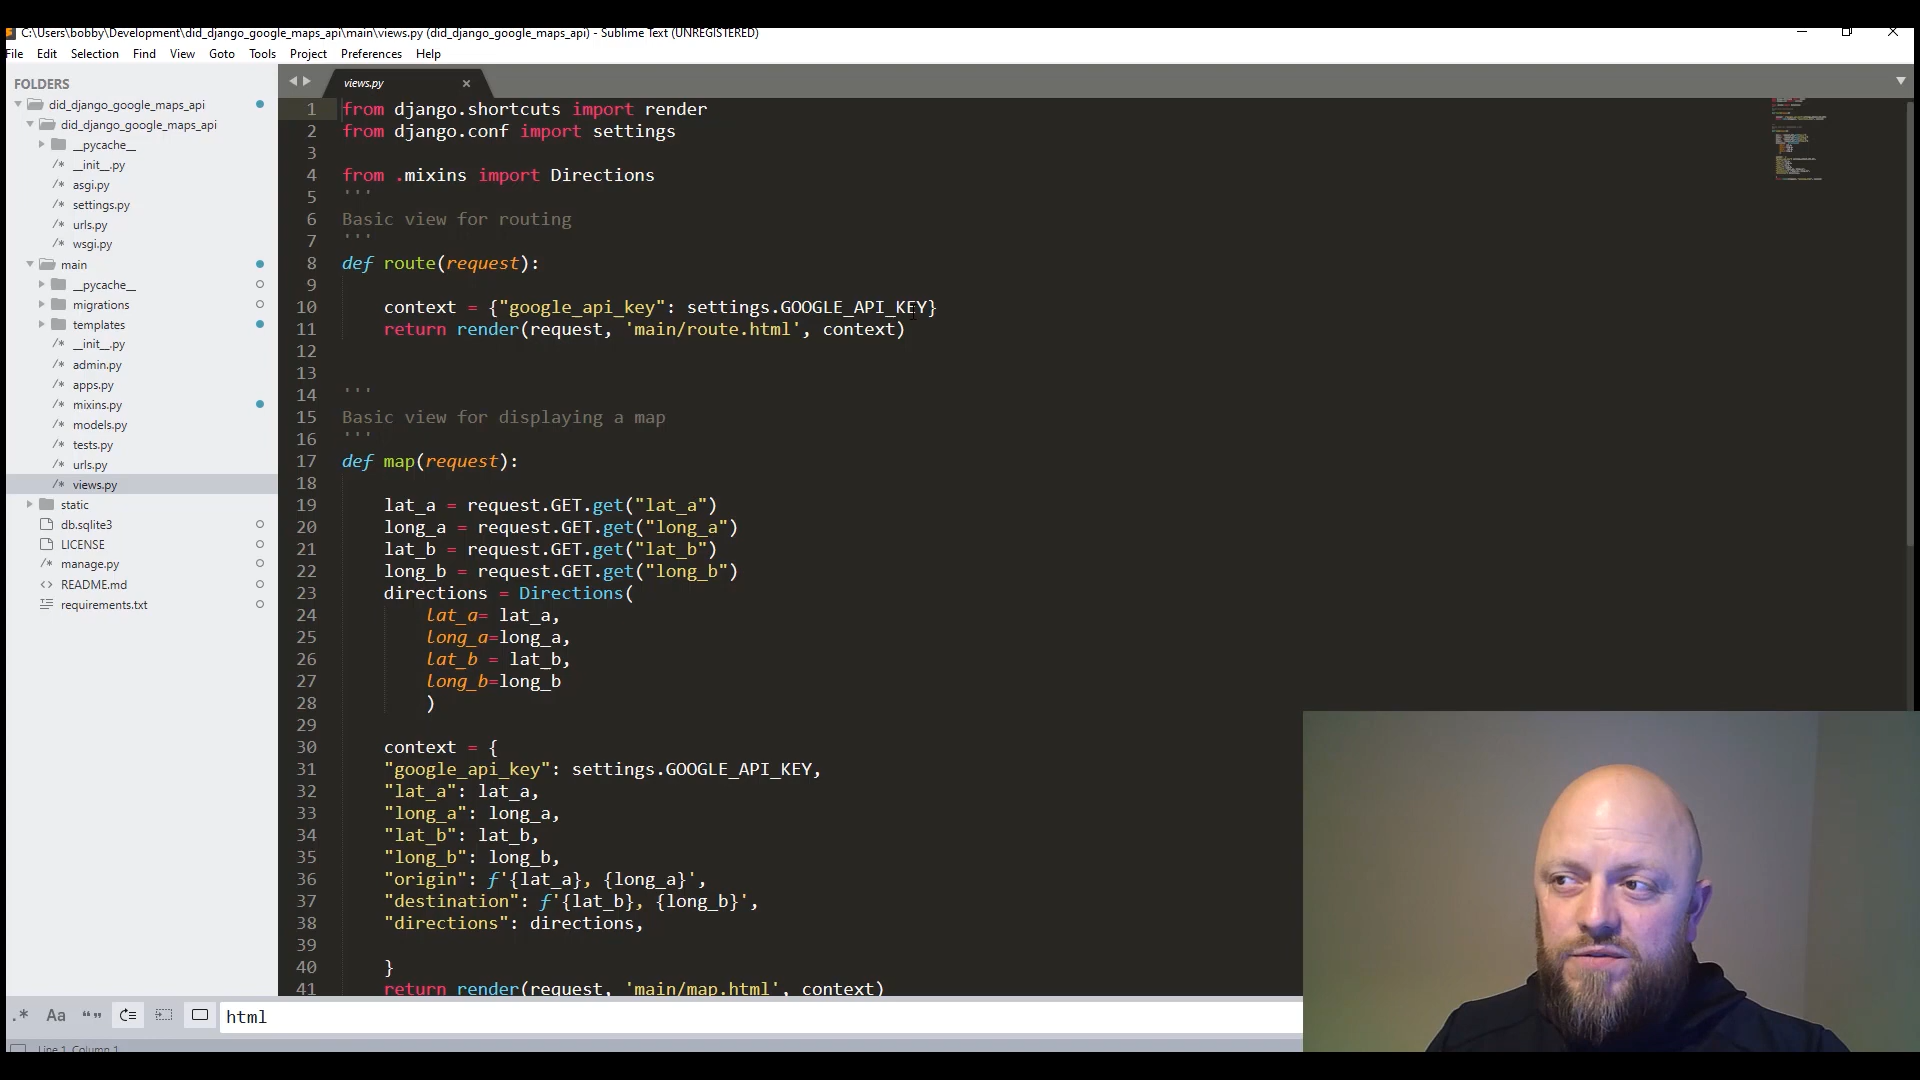 C:\Users\bobby\Development\did_django_google_maps_api\main\views.py (did_django_google_maps_api) - Sublime Text (UNREGISTERED)
File Edit Selection Find View Goto Tools Project Preferences Help
FOLDERS
did_django_google_maps_api
did_django_google_maps_api
__pycache__
/* __init__.py
/* asgi.py
/* settings.py
/* urls.py
/* wsgi.py
main
__pycache__
migrations
templates
/* __init__.py
/* admin.py
/* apps.py
/* mixins.py
/* models.py
/* tests.py
/* urls.py
/* views.py
static
db.sqlite3
LICENSE
/* manage.py
<> README.md
requirements.txt
views.py
1 from django.shortcuts import render
2 from django.conf import settings
3
4 from .mixins import Directions
5 '''
6 Basic view for routing
7 '''
8 def route(request):
9
10 context = {"google_api_key": settings.GOOGLE_API_KEY}
11 return render(request, 'main/route.html', context)
12
13
14 '''
15 Basic view for displaying a map
16 '''
17 def map(request):
18
19 lat_a = request.GET.get("lat_a")
20 long_a = request.GET.get("long_a")
21 lat_b = request.GET.get("lat_b")
22 long_b = request.GET.get("long_b")
23 directions = Directions(
24 lat_a= lat_a,
25 long_a=long_a,
26 lat_b = lat_b,
27 long_b=long_b
28 )
29
30 context = {
31 "google_api_key": settings.GOOGLE_API_KEY,
32 "lat_a": lat_a,
33 "long_a": long_a,
34 "lat_b": lat_b,
35 "long_b": long_b,
36 "origin": f'{lat_a}, {long_a}',
37 "destination": f'{lat_b}, {long_b}',
38 "directions": directions,
39
40 }
41 return render(request, 'main/map.html', context)
.* Aa “” html
Line 1, Column 1